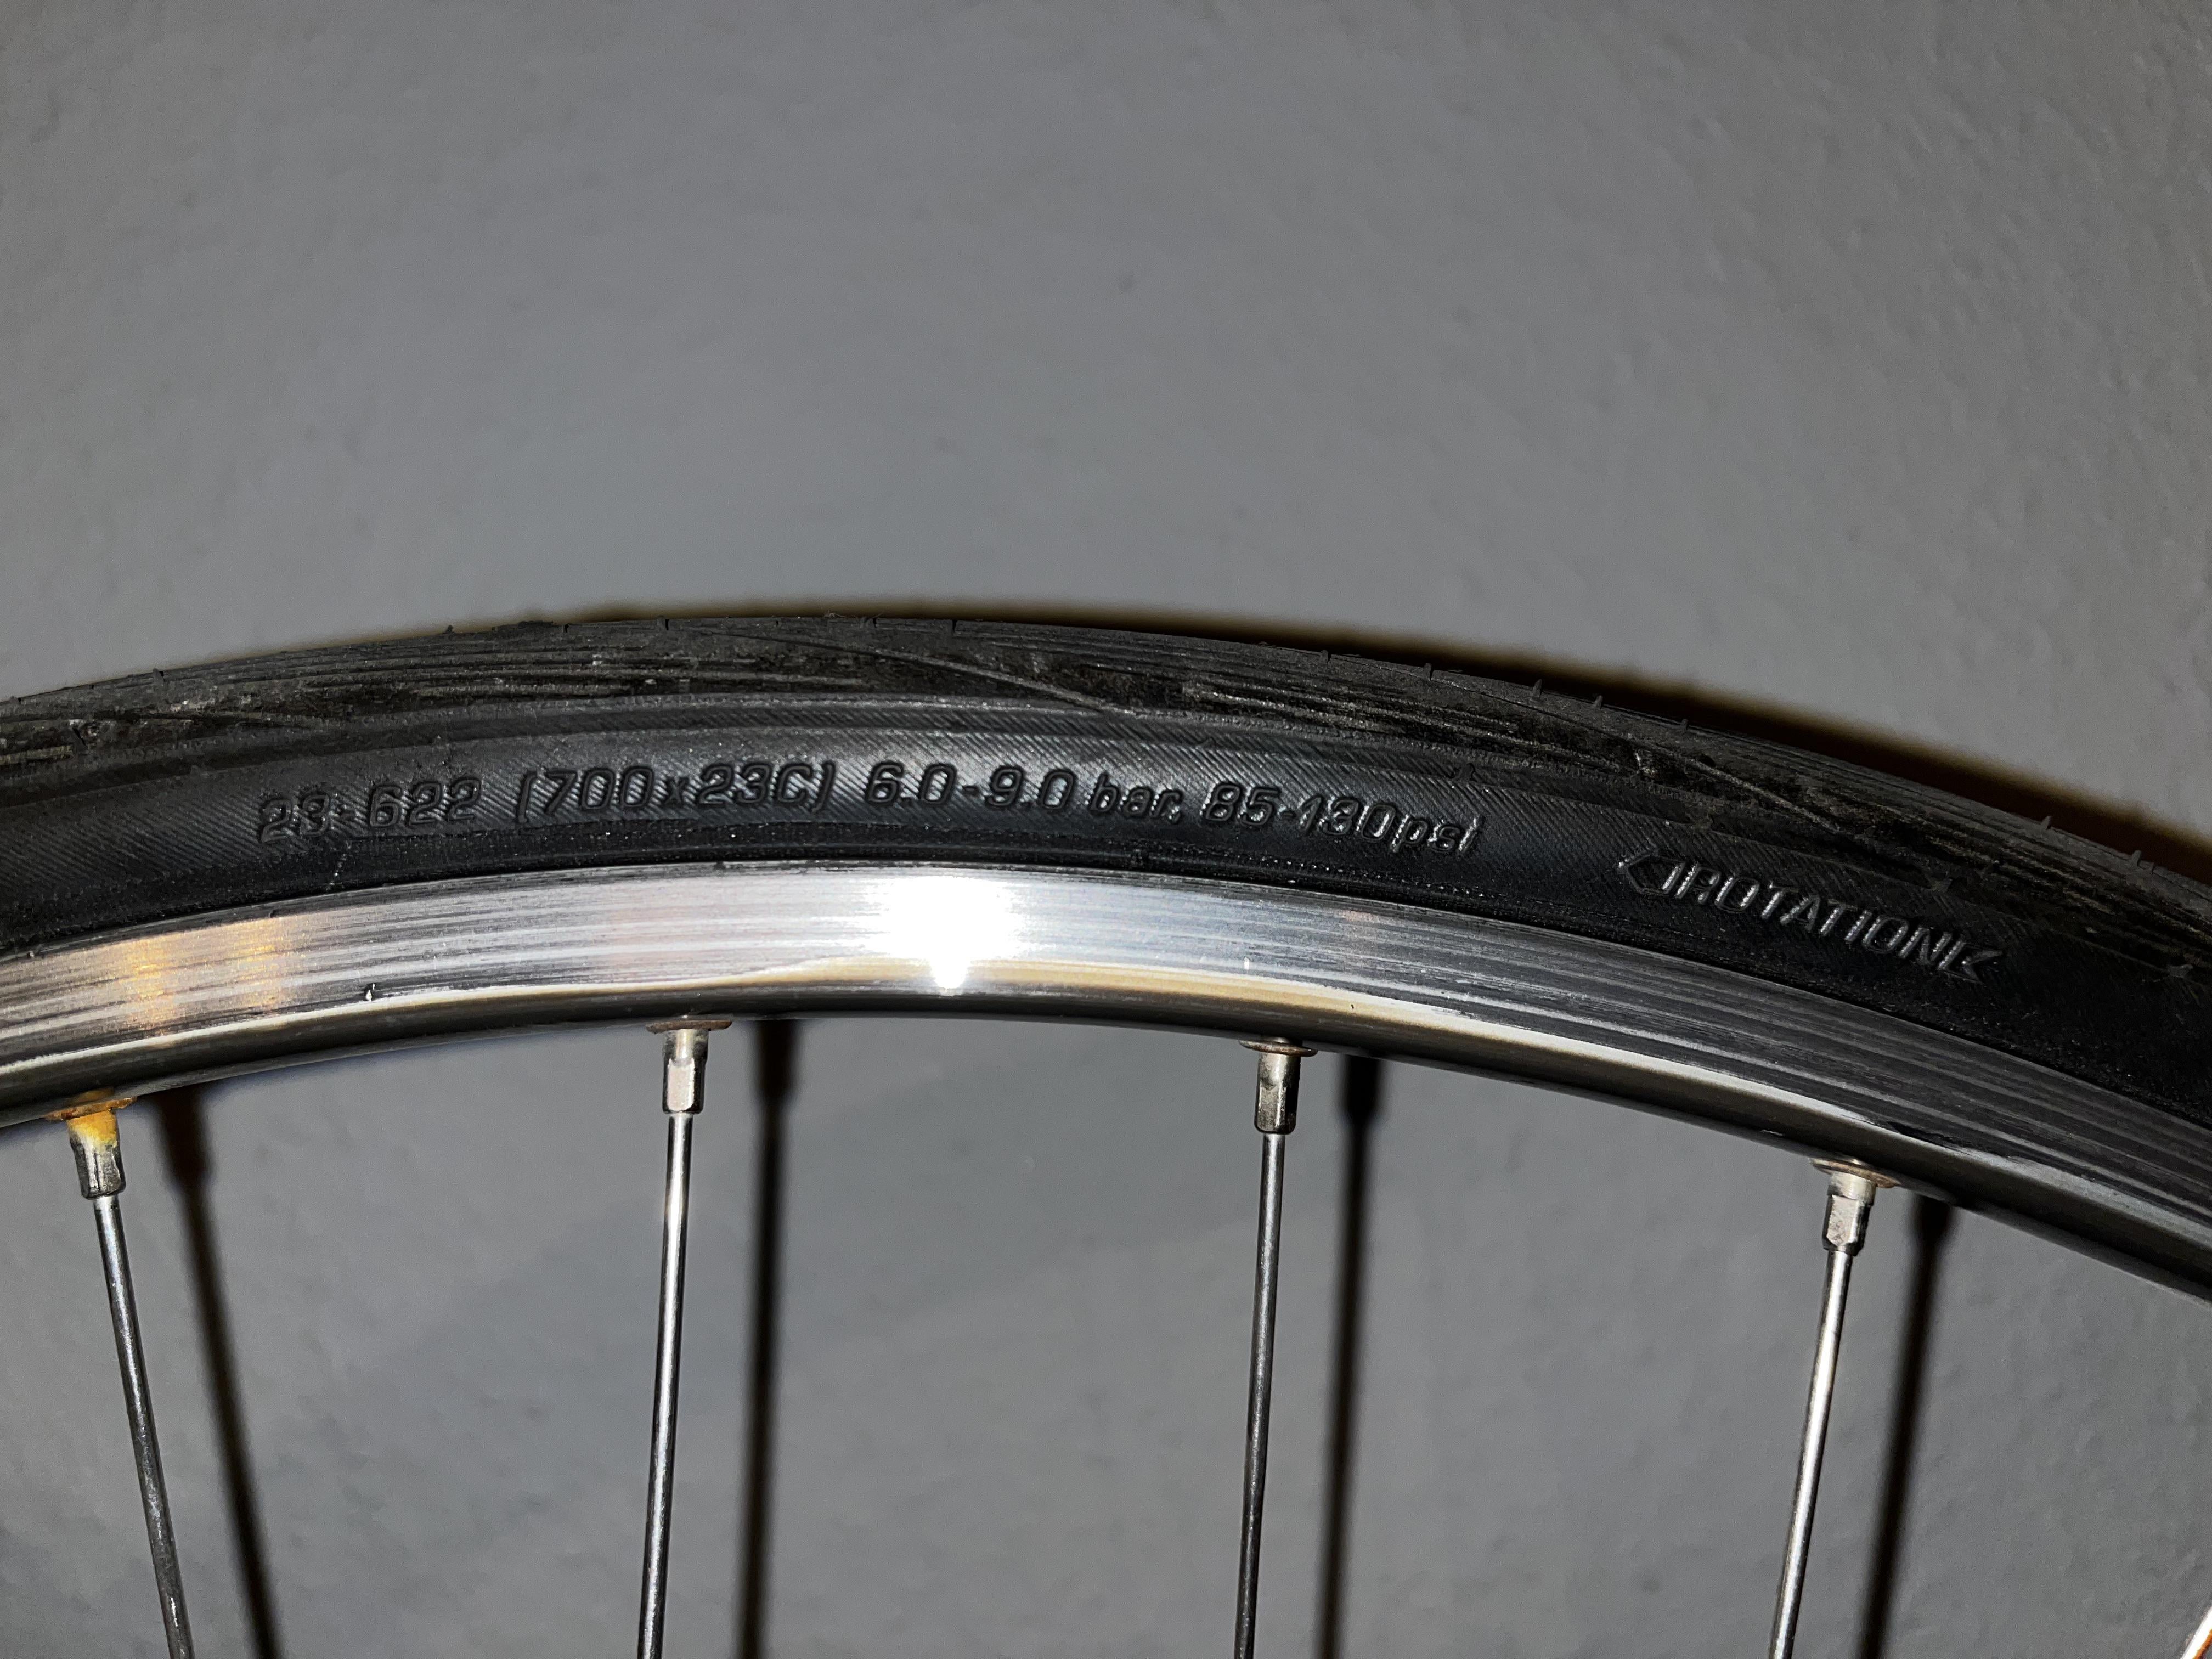 23-622 (700x23C) 6.0-9.0 bar, 85-130psi
ROTATION